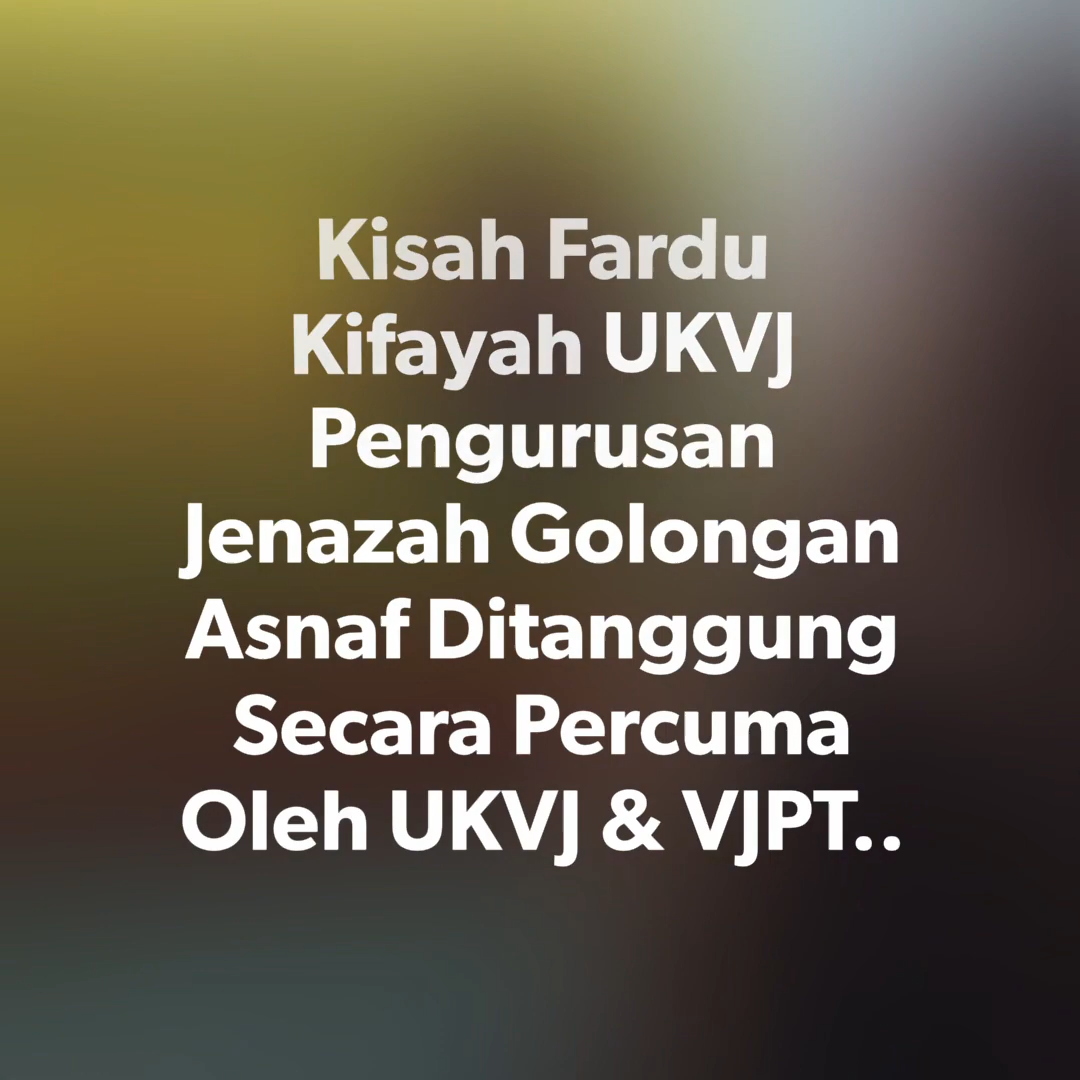 Kisah Fardu
Kifayah UKVJ
Pengurusan
Jenazah Golongan
Asnaf Ditanggung
Secara Percuma
Oleh UKVJ & VJPT..